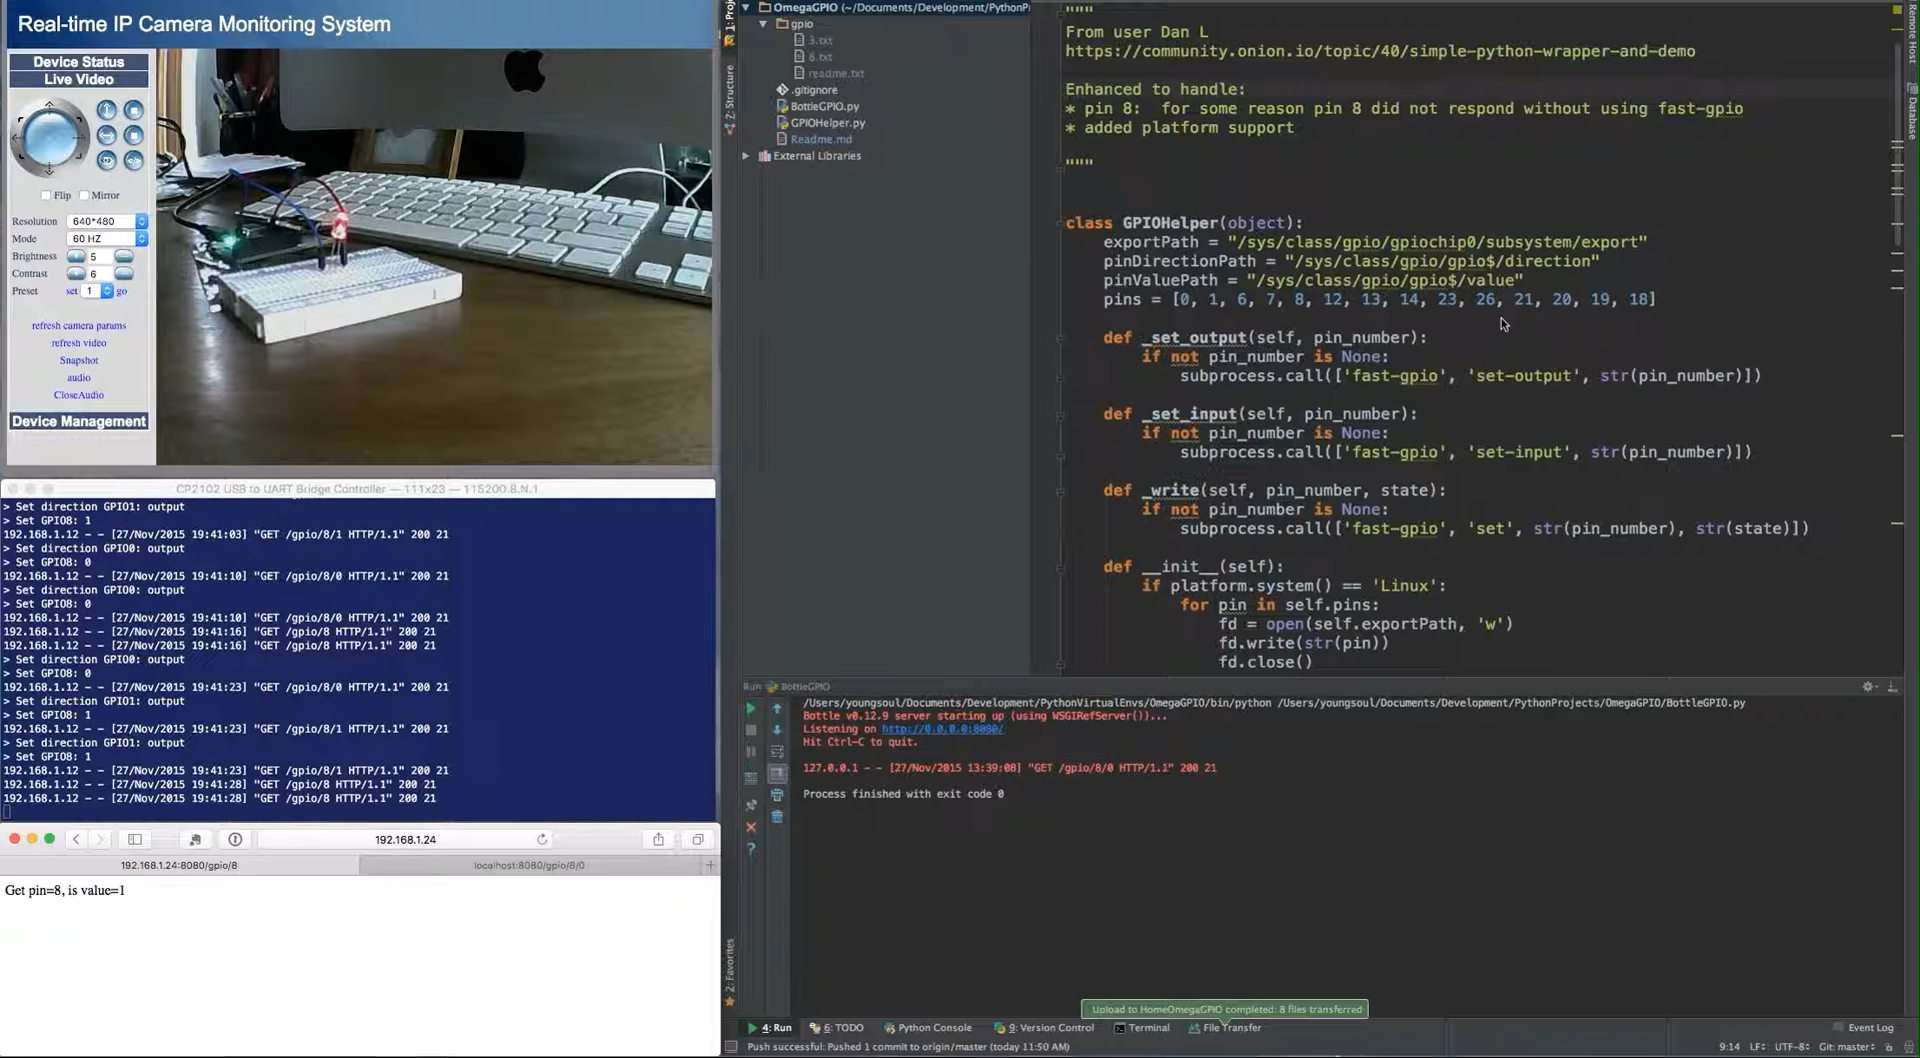 Real-time IP Camera Monitoring System
Device Status
Live Video
Flip
Mirror
Resolution 640*480
Mode 60 HZ
Brightness 5
Contrast 6
Preset set 1 go
refresh camera params
refresh video
Snapshot
audio
CloseAudio
Device Management
CP2102 USB to UART Bridge Controller — 111x23 — 115200.8.N.1
> Set direction GPIO1: output
> Set GPIO8: 1
192.168.1.12 - - [27/Nov/2015 19:41:03] "GET /gpio/8/1 HTTP/1.1" 200 21
> Set direction GPIO0: output
> Set GPIO8: 0
192.168.1.12 - - [27/Nov/2015 19:41:10] "GET /gpio/8/0 HTTP/1.1" 200 21
> Set direction GPIO0: output
> Set GPIO8: 0
192.168.1.12 - - [27/Nov/2015 19:41:10] "GET /gpio/8/0 HTTP/1.1" 200 21
192.168.1.12 - - [27/Nov/2015 19:41:16] "GET /gpio/8 HTTP/1.1" 200 21
192.168.1.12 - - [27/Nov/2015 19:41:16] "GET /gpio/8 HTTP/1.1" 200 21
> Set direction GPIO0: output
> Set GPIO8: 0
192.168.1.12 - - [27/Nov/2015 19:41:23] "GET /gpio/8/0 HTTP/1.1" 200 21
> Set direction GPIO1: output
> Set GPIO8: 1
192.168.1.12 - - [27/Nov/2015 19:41:23] "GET /gpio/8/1 HTTP/1.1" 200 21
> Set direction GPIO1: output
> Set GPIO8: 1
192.168.1.12 - - [27/Nov/2015 19:41:23] "GET /gpio/8/1 HTTP/1.1" 200 21
192.168.1.12 - - [27/Nov/2015 19:41:28] "GET /gpio/8 HTTP/1.1" 200 21
192.168.1.12 - - [27/Nov/2015 19:41:28] "GET /gpio/8 HTTP/1.1" 200 21
192.168.1.24
192.168.1.24:8080/gpio/8
localhost:8080/gpio/8/0
Get pin=8, is value=1
Z: Structure
2: Favorites
OmegaGPIO (~/Documents/Development/PythonP
gpio
3.txt
8.txt
readme.txt
.gitignore
BottleGPIO.py
GPIOHelper.py
Readme.md
External Libraries
"""
From user Dan L
https://community.onion.io/topic/40/simple-python-wrapper-and-demo
Enhanced to handle:
* pin 8:  for some reason pin 8 did not respond without using fast-gpio
* added platform support
"""
class GPIOHelper(object):
exportPath = "/sys/class/gpio/gpiochip0/subsystem/export"
pinDirectionPath = "/sys/class/gpio/gpio$/direction"
pinValuePath = "/sys/class/gpio/gpio$/value"
pins = [0, 1, 6, 7, 8, 12, 13, 14, 23, 26, 21, 20, 19, 18]
def _set_output(self, pin_number):
if not pin_number is None:
subprocess.call(['fast-gpio', 'set-output', str(pin_number)])
def _set_input(self, pin_number):
if not pin_number is None:
subprocess.call(['fast-gpio', 'set-input', str(pin_number)])
def _write(self, pin_number, state):
if not pin_number is None:
subprocess.call(['fast-gpio', 'set', str(pin_number), str(state)])
def __init__(self):
if platform.system() == 'Linux':
for pin in self.pins:
fd = open(self.exportPath, 'w')
fd.write(str(pin))
fd.close()
Remote Host
Database
Run: BottleGPIO
/Users/youngsoul/Documents/Development/PythonVirtualEnvs/OmegaGPIO/bin/python /Users/youngsoul/Documents/Development/PythonProjects/OmegaGPIO/BottleGPIO.py
Bottle v0.12.9 server starting up (using WSGIRefServer())...
Listening on http://0.0.0.0:8080/
Hit Ctrl-C to quit.
127.0.0.1 - - [27/Nov/2015 13:39:08] "GET /gpio/8/0 HTTP/1.1" 200 21
Process finished with exit code 0
Upload to HomeOmegaGPIO completed: 8 files transferred
4: Run
6: TODO
Python Console
9: Version Control
Terminal
File Transfer
Event Log
Push successful: Pushed 1 commit to origin/master (today 11:50 AM)
9:14
LF÷
UTF-8÷
Git: master÷